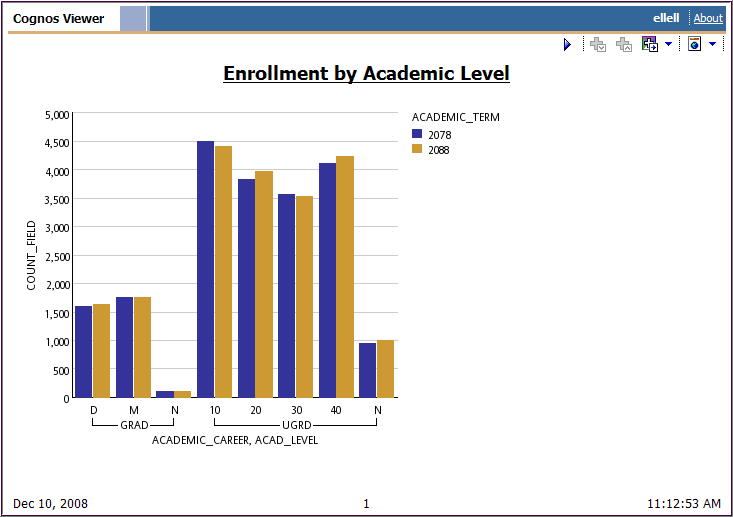 Cognos Viewer
ellell
About
Enrollment by Academic Level
ACADEMIC_TERM
2078
2088
COUNT_FIELD
5,000
4,500
4,000
3,500
3,000
2,500
2,000
1,500
1,000
500
0
D M N 10 20 30 40 N
GRAD UGRD
ACADEMIC_CAREER, ACAD_LEVEL
Dec 10, 2008 1 11:12:53 AM